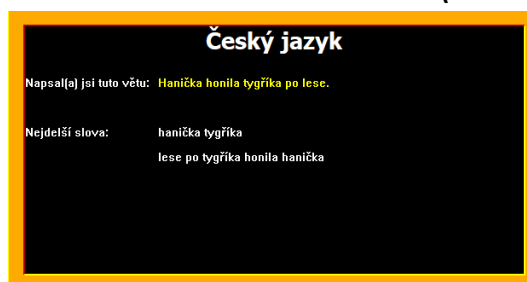 Český jazyk
Napsal(a) jsi tuto větu: Hanička honila tygříka po lese.
Nejdelší slova: hanička tygříka
lese po tygříka honila hanička